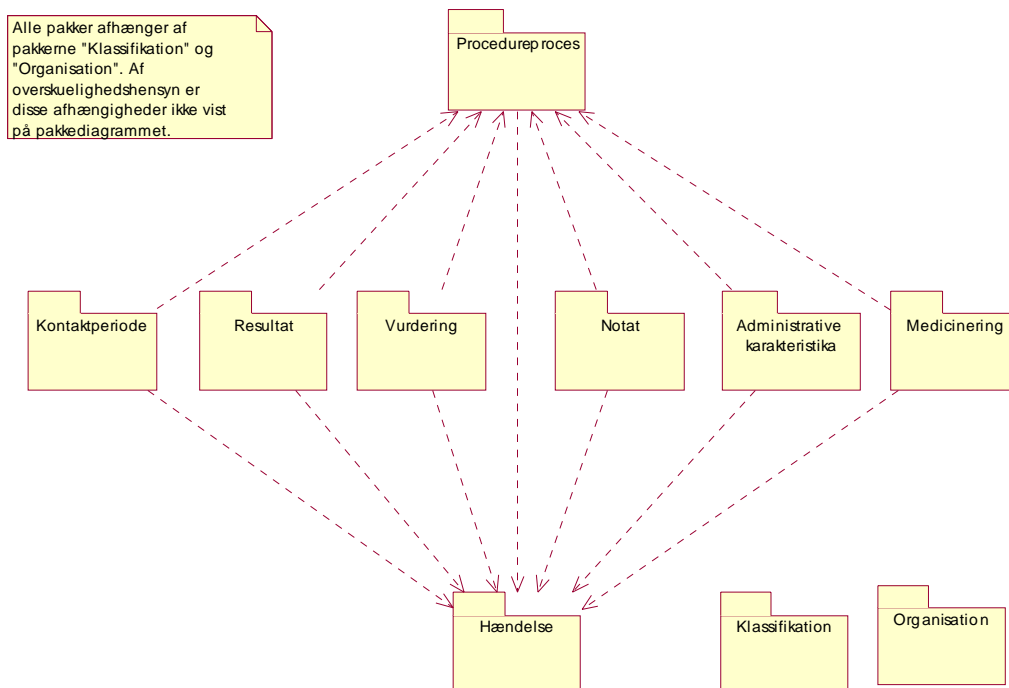 Alle pakker afhænger af
pakkerne "Klassifikation" og
"Organisation". Af
overskuelighedshensyn er
disse afhængigheder ikke vist
på pakkediagrammet.
Procedureproces
Kontaktperiode
Resultat
Vurdering
Notat
Administrative
karakteristika
Medicinering
Hændelse
Klassifikation
Organisation